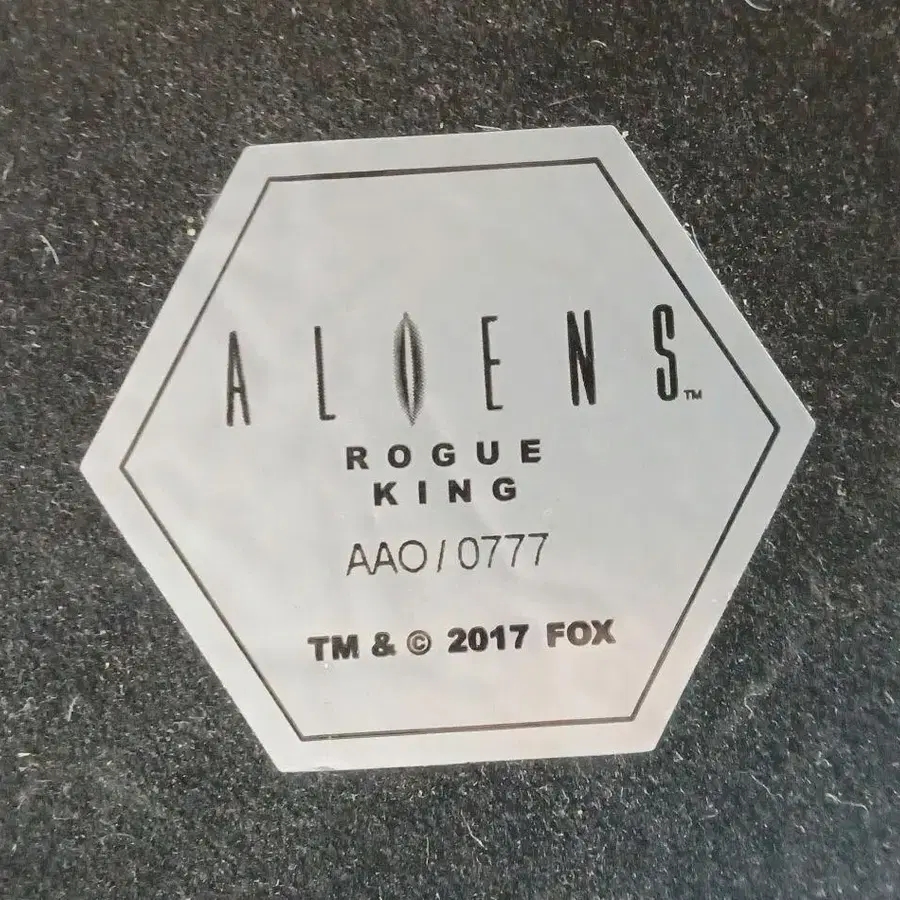 ALIENS™
ROGUE
KING
AAO/0777
TM & © 2017 FOX